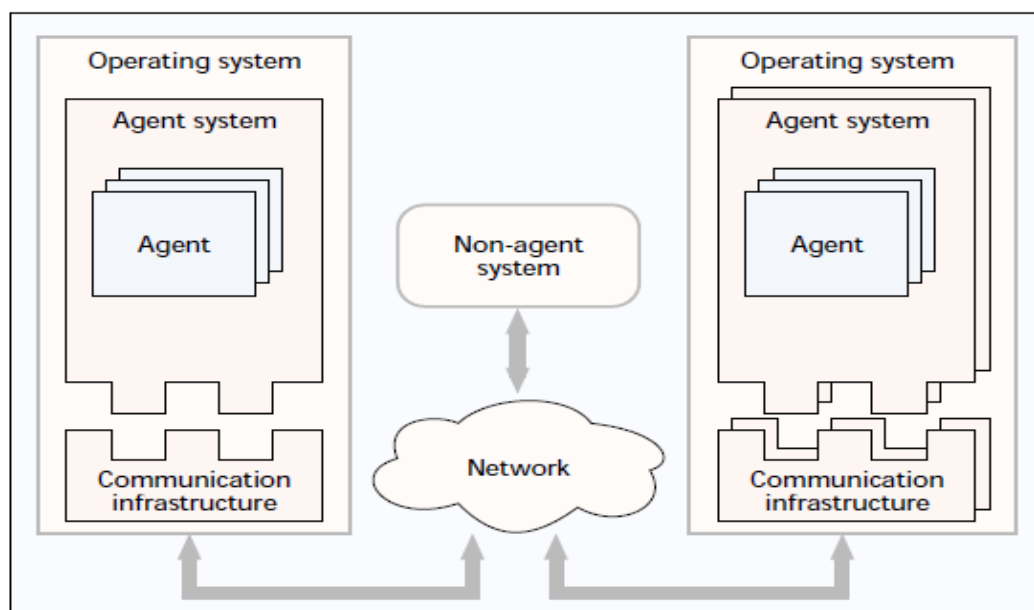 Operating system
Agent system
Agent
Communication
infrastructure
Non-agent
system
Network
Operating system
Agent system
Agent
Communication
infrastructure